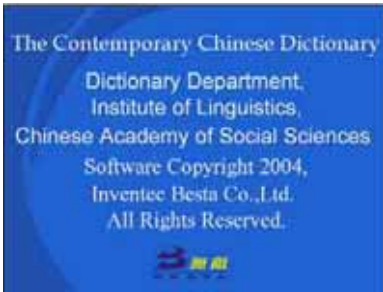 The Contemporary Chinese Dictionary
Dictionary Department,
Institute of Linguistics,
Chinese Academy of Social Sciences
Software Copyright 2004,
Inventec Besta Co.,Ltd.
All Rights Reserved.